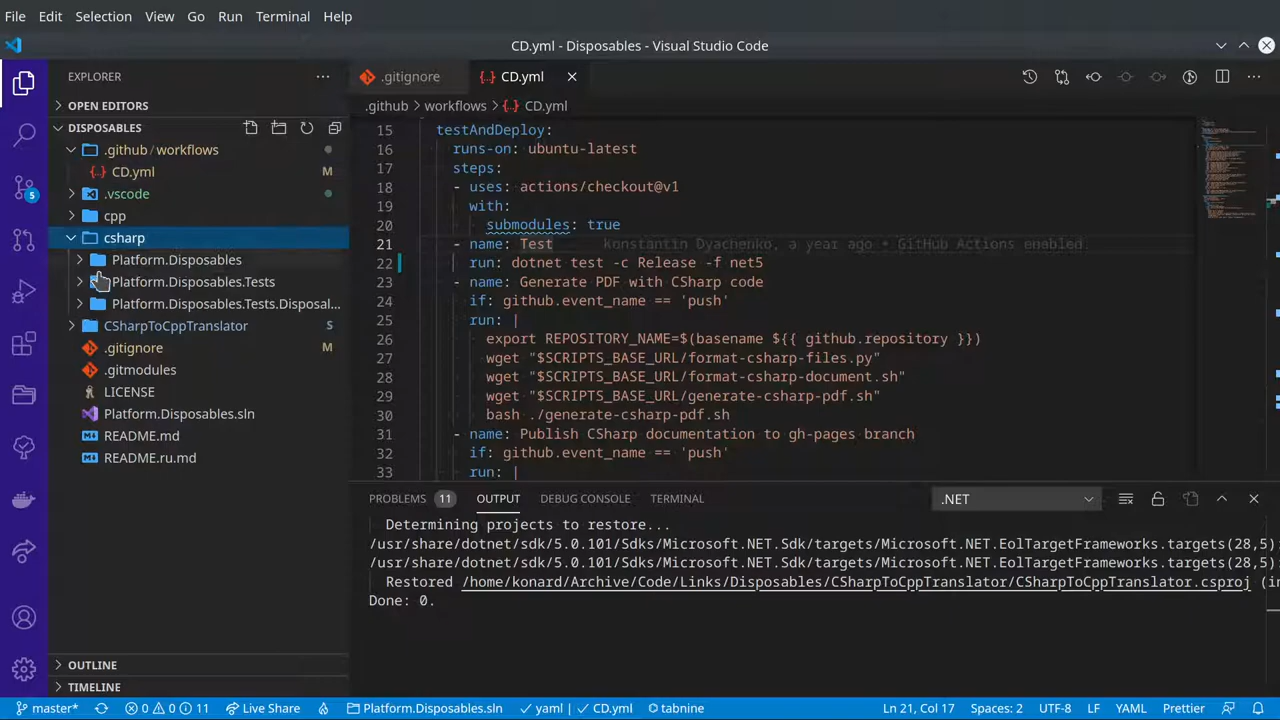 File Edit Selection View Go Run Terminal Help
CD.yml - Disposables - Visual Studio Code
EXPLORER
OPEN EDITORS
DISPOSABLES
.github / workflows
CD.yml M
.vscode
cpp
csharp
Platform.Disposables
Platform.Disposables.Tests
Platform.Disposables.Tests.Disposal...
CSharpToCppTranslator S
.gitignore M
.gitmodules
LICENSE
Platform.Disposables.sln
README.md
README.ru.md
OUTLINE
TIMELINE
5
.gitignore CD.yml
.github workflows CD.yml
15 testAndDeploy:
16 runs-on: ubuntu-latest
17 steps:
18 - uses: actions/checkout@v1
19 with:
20 submodules: true
21 - name: Test konstantin Dyachenko, a year ago • GitHub Actions enabled.
22 run: dotnet test -c Release -f net5
23 - name: Generate PDF with CSharp code
24 if: github.event_name == 'push'
25 run: |
26 export REPOSITORY_NAME=$(basename ${{ github.repository }})
27 wget "$SCRIPTS_BASE_URL/format-csharp-files.py"
28 wget "$SCRIPTS_BASE_URL/format-csharp-document.sh"
29 wget "$SCRIPTS_BASE_URL/generate-csharp-pdf.sh"
30 bash ./generate-csharp-pdf.sh
31 - name: Publish CSharp documentation to gh-pages branch
32 if: github.event_name == 'push'
33 run: |
PROBLEMS 11 OUTPUT DEBUG CONSOLE TERMINAL .NET
Determining projects to restore...
/usr/share/dotnet/sdk/5.0.101/Sdks/Microsoft.NET.Sdk/targets/Microsoft.NET.EolTargetFrameworks.targets(28,5):
/usr/share/dotnet/sdk/5.0.101/Sdks/Microsoft.NET.Sdk/targets/Microsoft.NET.EolTargetFrameworks.targets(28,5):
Restored /home/konard/Archive/Code/Links/Disposables/CSharpToCppTranslator/CSharpToCppTranslator.csproj (in
Done: 0.
master* 0 0 11 Live Share Platform.Disposables.sln yaml CD.yml tabnine Ln 21, Col 17 Spaces: 2 UTF-8 LF YAML Prettier